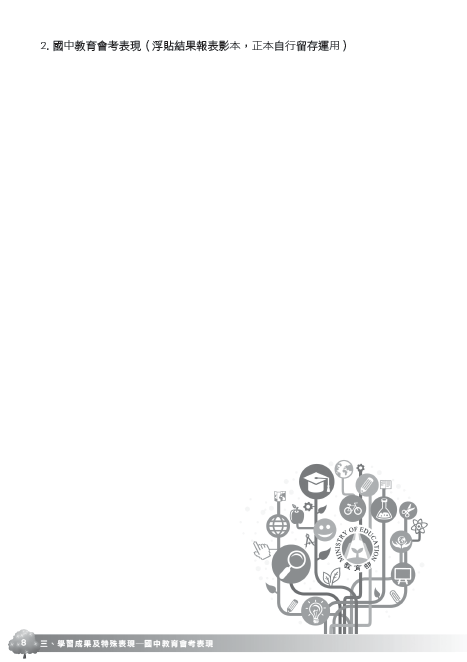 2. 國中教育會考表現（浮貼結果報表影本，正本自行留存運用）
MINISTRY OF EDUCATION
教育部
8 三、學習成果及特殊表現─國中教育會考表現